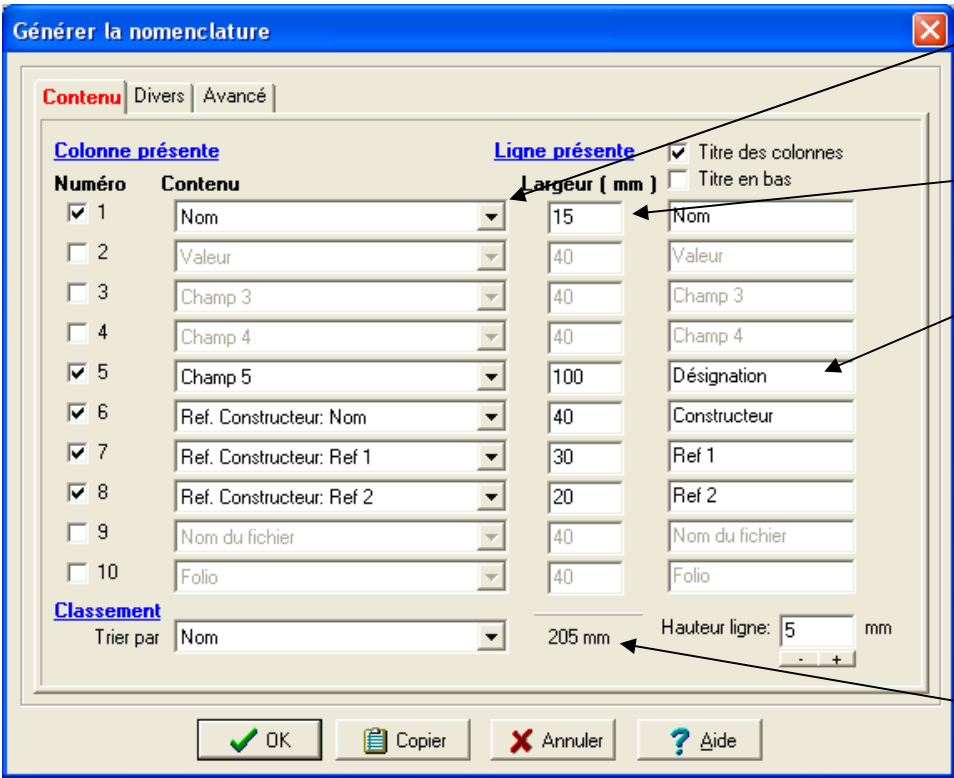 Générer la nomenclature
Contenu Divers Avancé
Colonne présente Ligne présente Titre des colonnes
Numéro Contenu Largeur ( mm ) Titre en bas
1 Nom 15 Nom
2 Valeur 40 Valeur
3 Champ 3 40 Champ 3
4 Champ 4 40 Champ 4
5 Champ 5 100 Désignation
6 Ref. Constructeur: Nom 40 Constructeur
7 Ref. Constructeur: Ref 1 30 Ref 1
8 Ref. Constructeur: Ref 2 20 Ref 2
9 Nom du fichier 40 Nom du fichier
10 Folio 40 Folio
Classement
Trier par Nom 205 mm Hauteur ligne: 5 mm
- +
OK Copier Annuler Aide